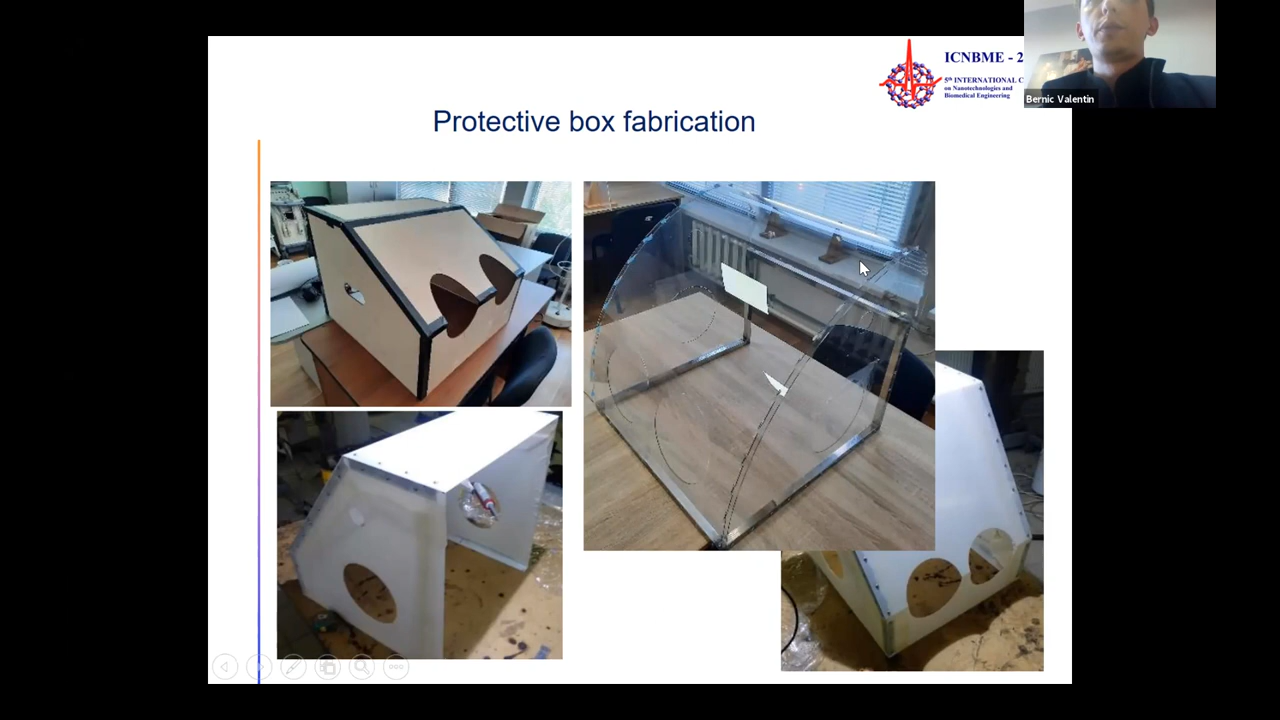 ICNBME - 2
5th INTERNATIONAL C
on Nanotechnologies and
Biomedical Engineering
Bernic Valentin
Protective box fabrication